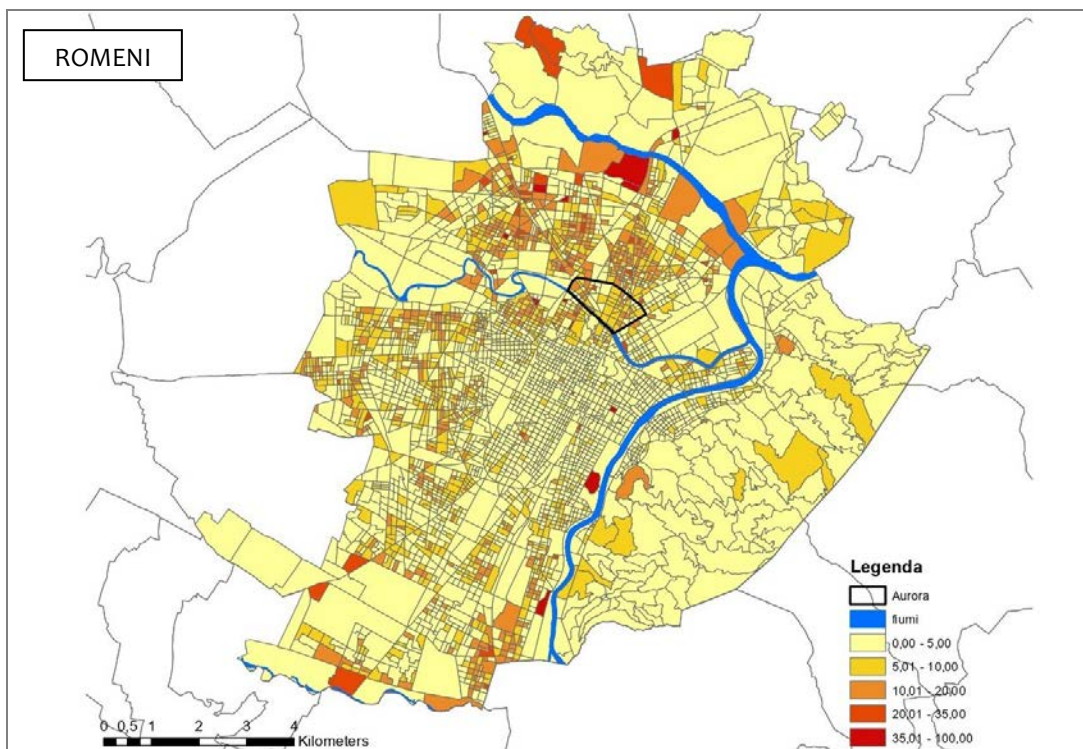 ROMENI
Legenda
Aurora
fiumi
0,00 - 5,00
5,01 - 10,00
10,01 - 20,00
20,01 - 35,00
35,01 - 100,00
0 0,5 1 2 3 4
Kilometers